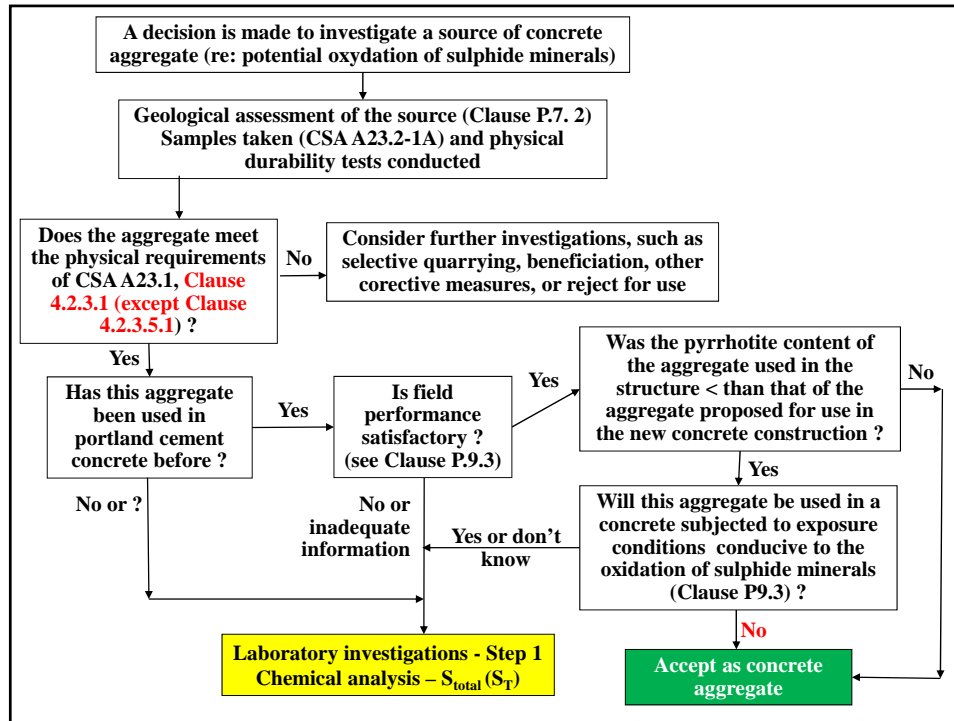 A decision is made to investigate a source of concrete
aggregate (re: potential oxydation of sulphide minerals)
Geological assessment of the source (Clause P.7. 2)
Samples taken (CSA A23.2-1A) and physical
durability tests conducted
Does the aggregate meet
the physical requirements
of CSA A23.1, Clause
4.2.3.1 (except Clause
4.2.3.5.1) ?
No
Consider further investigations, such as
selective quarrying, beneficiation, other
corective measures, or reject for use
Yes
Has this aggregate
been used in
portland cement
concrete before ?
Yes
Is field
performance
satisfactory ?
(see Clause P.9.3)
Yes
Was the pyrrhotite content of
the aggregate used in the
structure < than that of the
aggregate proposed for use in
the new concrete construction ?
No
Yes
No or ?
No or
inadequate
information
Yes or don't
know
Will this aggregate be used in a
concrete subjected to exposure
conditions conducive to the
oxidation of sulphide minerals
(Clause P9.3) ?
No
Laboratory investigations - Step 1
Chemical analysis – Stotal (ST)
Accept as concrete
aggregate